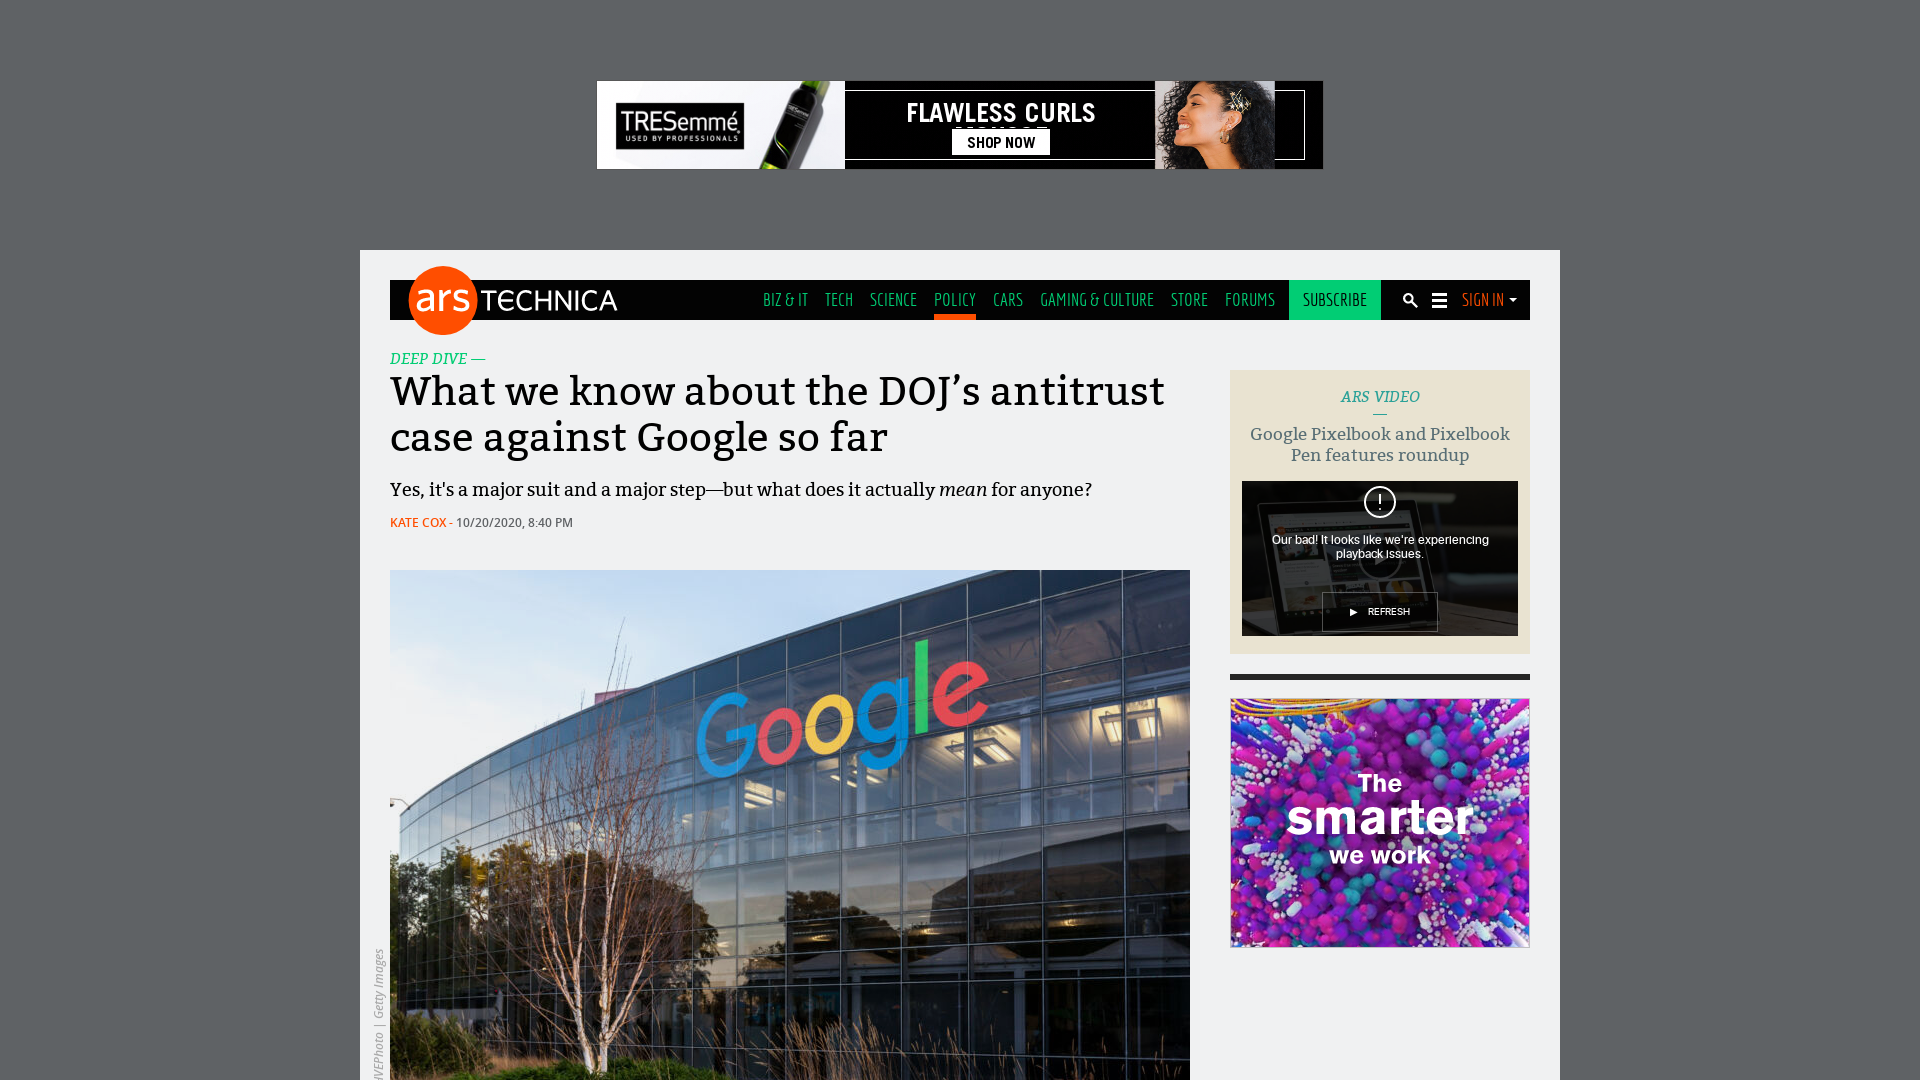 TRESemmé
USED BY PROFESSIONALS
FLAWLESS CURLS
SHOP NOW
ars TECHNICA
BIZ & IT TECH SCIENCE POLICY CARS GAMING & CULTURE STORE FORUMS SUBSCRIBE SIGN IN
DEEP DIVE —
What we know about the DOJ’s antitrust
case against Google so far
Yes, it's a major suit and a major step—but what does it actually mean for anyone?
KATE COX - 10/20/2020, 8:40 PM
Google
Getty Images
ARS VIDEO
—
Google Pixelbook and Pixelbook
Pen features roundup
Our bad! It looks like we're experiencing
playback issues.
REFRESH
The
smarter
we work